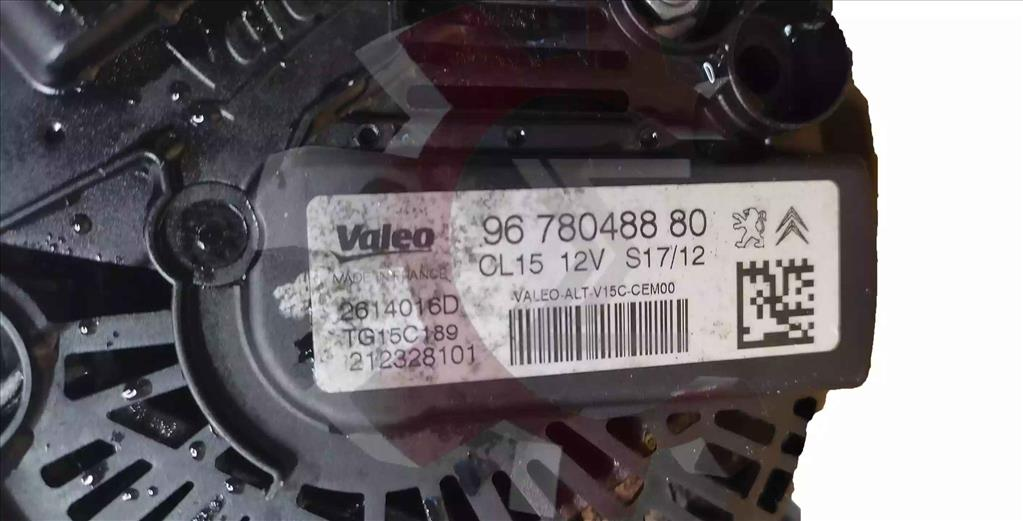 Valeo
MADE IN FRANCE
2614016D
TG15C189
212328101
96 780488 80
CL15 12V S17/12
VALEO-ALT-V15C-CEM00